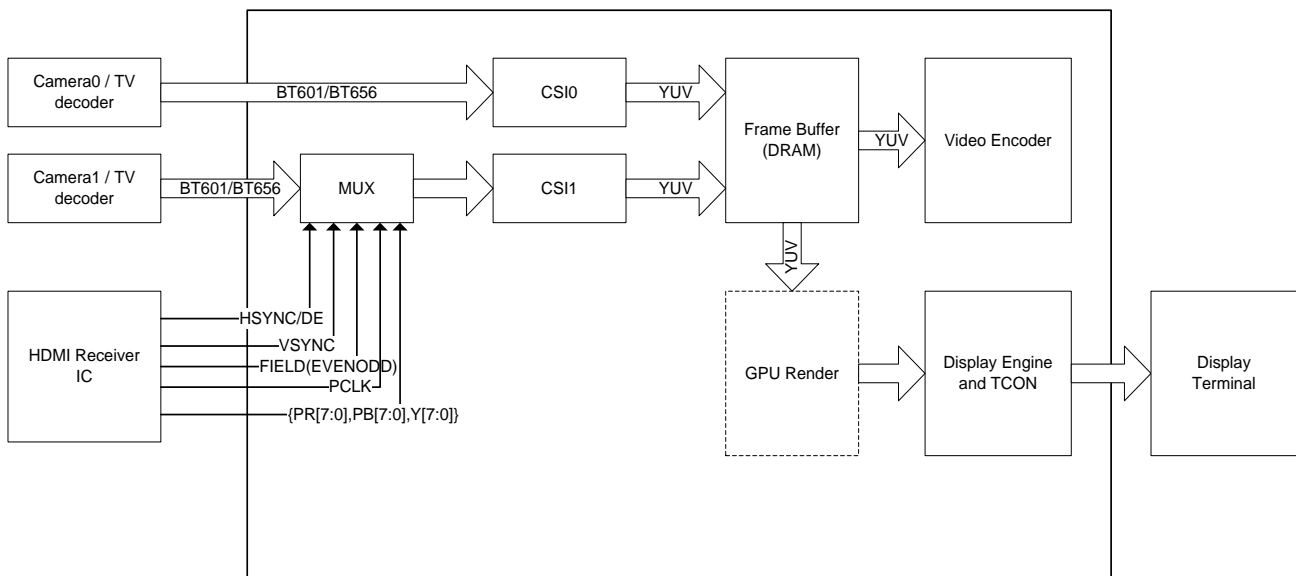 Camera0 / TV
decoder
BT601/BT656
CSI0
YUV
Frame Buffer
(DRAM)
YUV
Video Encoder
Camera1 / TV
decoder
BT601/BT656
MUX
CSI1
YUV
YUV
HDMI Receiver
IC
HSYNC/DE
VSYNC
FIELD(EVENODD)
PCLK
{PR[7:0],PB[7:0],Y[7:0]}
GPU Render
Display Engine
and TCON
Display
Terminal